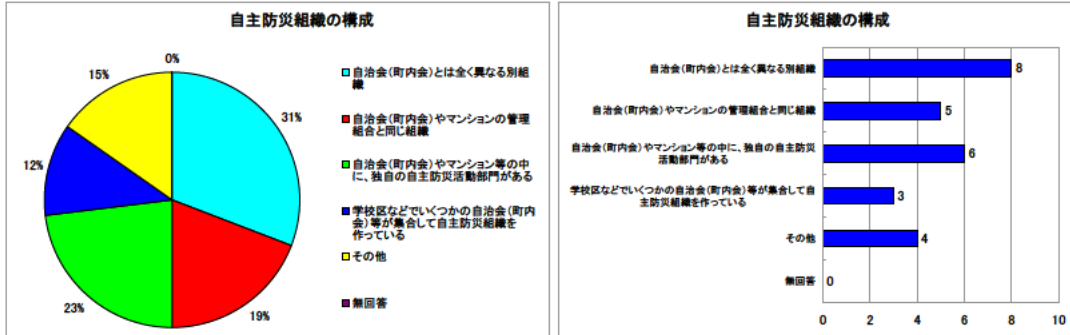 自主防災組織の構成
0%
15%
31%
12%
23%
19%
自治会(町内会)とは全く異なる別組
織
自治会(町内会)やマンションの管理
組合と同じ組織
自治会(町内会)やマンション等の中
に、独自の自主防災活動部門がある
学校区などでいくつかの自治会(町内
会)等が集合して自主防災組織を
作っている
その他
無回答
自主防災組織の構成
自治会(町内会)とは全く異なる別組織
8
自治会(町内会)やマンションの管理組合と同じ組織
5
自治会(町内会)やマンション等の中に、独自の自主防災
活動部門がある
6
学校区などでいくつかの自治会(町内会)等が集合して自
主防災組織を作っている
3
その他
4
無回答
0
0 2 4 6 8 10